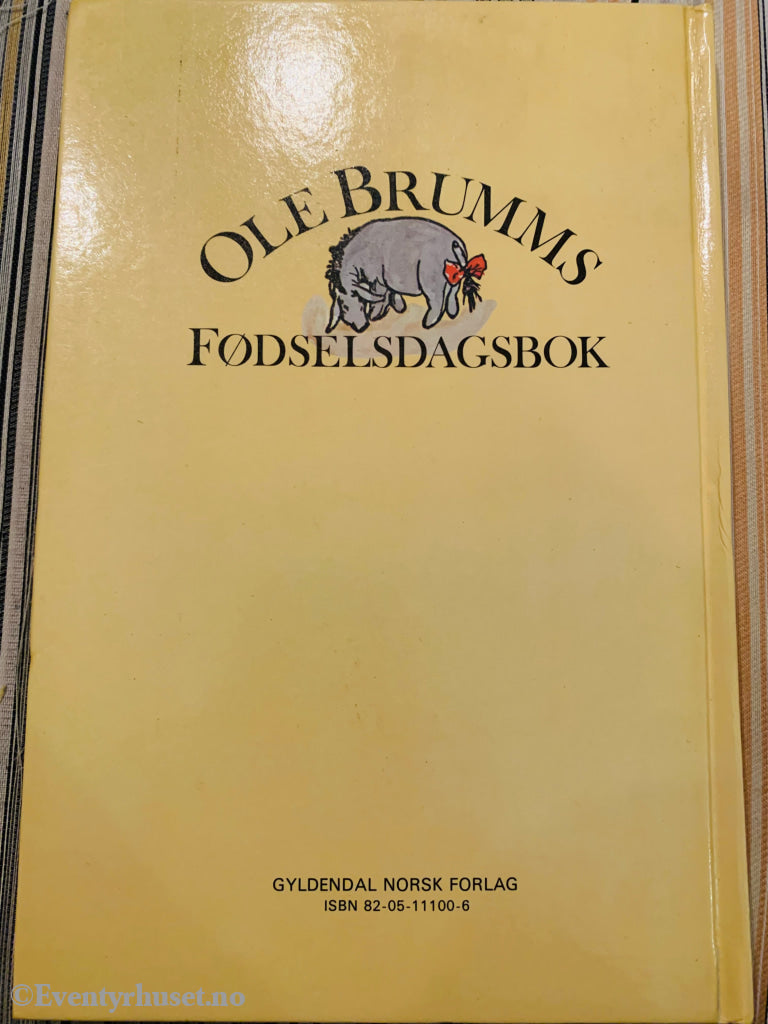 OLE BRUMMS
FØDSELSDAGSBOK
GYLDENDAL NORSK FORLAG
ISBN 82-05-11100-6
©Eventyrhuset.no